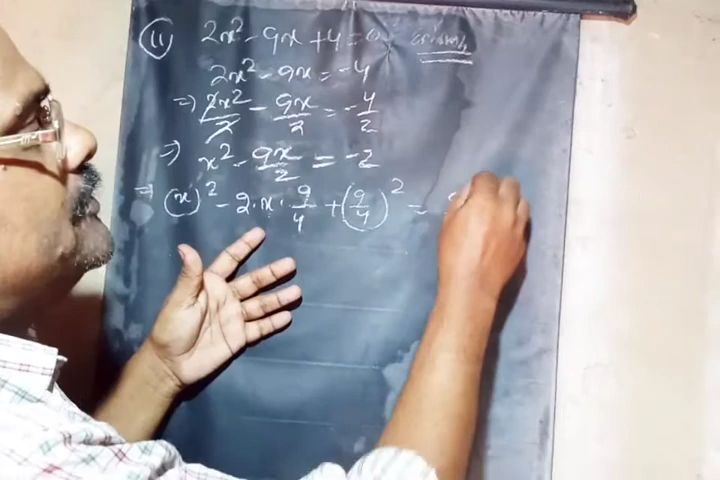 (11) 2x² - 9x + 4 = 0
2x² - 9x = -4
⇒ 2x²/2 - 9x/2 = -4/2
⇒ x² - 9x/2 = -2
⇒ (x)² - 2·x·9/4 + (9/4)² =